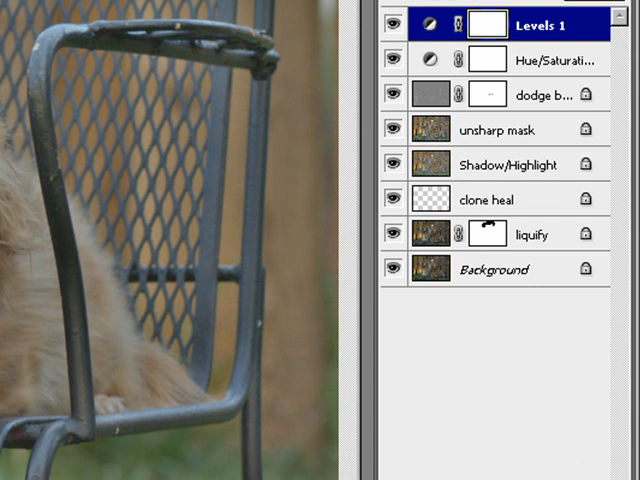 Levels 1
Hue/Saturati...
dodge b...
unsharp mask
Shadow/Highlight
clone heal
liquify
Background